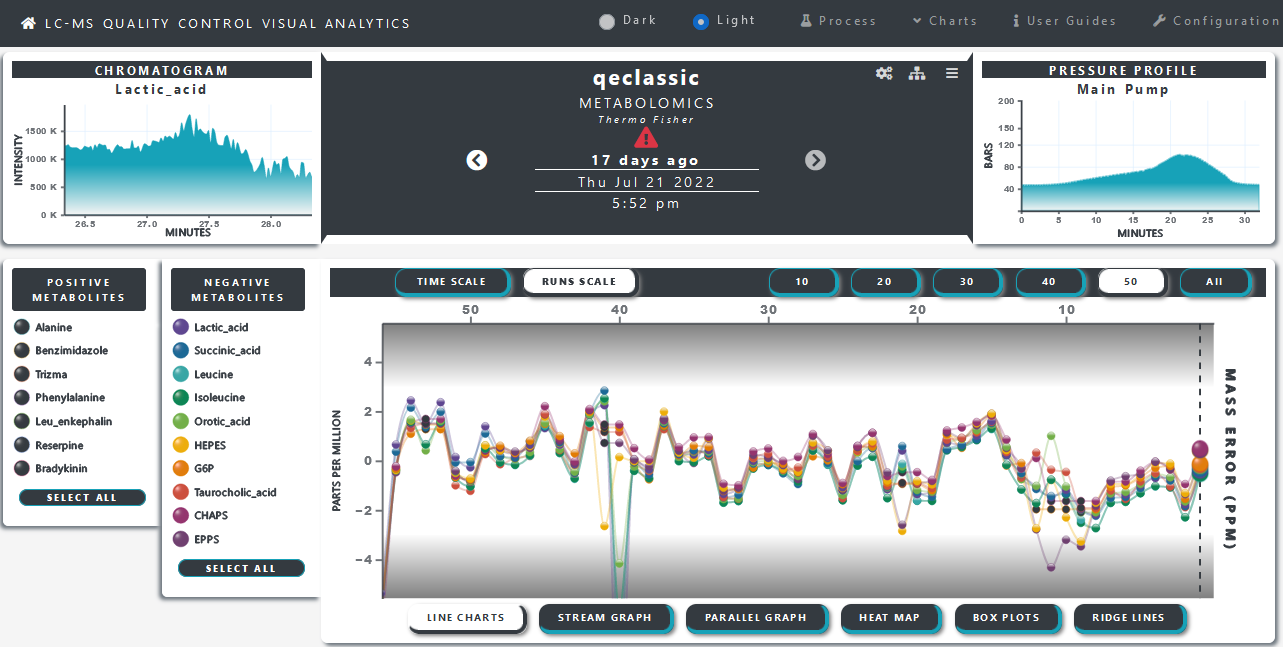 LC-MS QUALITY CONTROL VISUAL ANALYTICS
Dark
Light
Process
Charts
User Guides
Configuration
CHROMATOGRAM
Lactic_acid
INTENSITY
1500 K
1000 K
500 K
0 K
26.5 27.0 27.5 28.0
MINUTES
qeclassic
METABOLOMICS
Thermo Fisher
17 days ago
Thu Jul 21 2022
5:52 pm
PRESSURE PROFILE
Main Pump
BARS
200
150
120
80
40
0 5 10 15 20 25 30
MINUTES
POSITIVE
METABOLITES
Alanine
Benzimidazole
Trizma
Phenylalanine
Leu_enkephalin
Reserpine
Bradykinin
SELECT ALL
NEGATIVE
METABOLITES
Lactic_acid
Succinic_acid
Leucine
Isoleucine
Orotic_acid
HEPES
G6P
Taurocholic_acid
CHAPS
EPPS
SELECT ALL
TIME SCALE
RUNS SCALE
10
20
30
40
50
All
50 40 30 20 10
PARTS PER MILLION
4
2
0
−2
−4
MASS ERROR (PPM)
LINE CHARTS
STREAM GRAPH
PARALLEL GRAPH
HEAT MAP
BOX PLOTS
RIDGE LINES